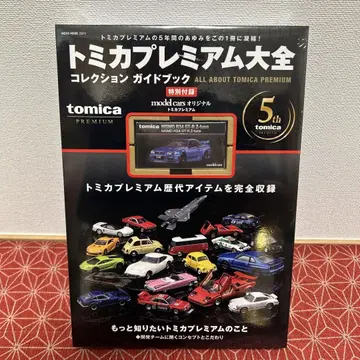 トミカプレミアムの5年間のあゆみをこの1冊に凝縮!
トミカプレミアム大全
コレクション ガイドブック ALL ABOUT TOMICA PREMIUM
特別付録
model cars オリジナル
トミカプレミアム
tomica
PREMIUM
tomica
NISMO R34 GT-R Z-tune
5th
tomica
トミカプレミアム歴代アイテムを完全収録
もっと知りたいトミカプレミアムのこと
◆開発チームに聞くコンセプトとこだわり